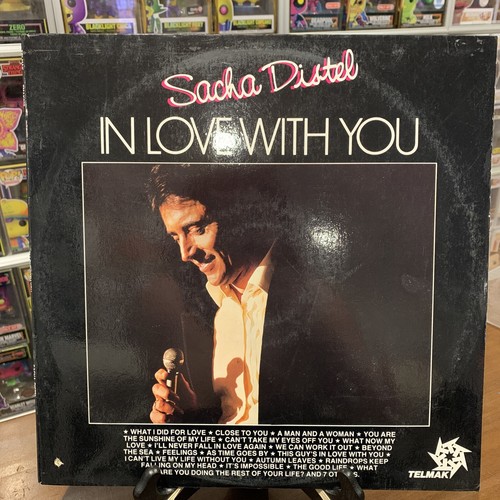 Sacha Distel
IN LOVE WITH YOU
★ WHAT I DID FOR LOVE ★ CLOSE TO YOU ★ A MAN AND A WOMAN ★ YOU ARE
THE SUNSHINE OF MY LIFE ★ CAN'T TAKE MY EYES OFF YOU ★ WHAT NOW MY
LOVE ★ I'LL NEVER FALL IN LOVE AGAIN ★ WE CAN WORK IT OUT ★ BEYOND
THE SEA ★ FEELINGS ★ AS TIME GOES BY ★ THIS GUY'S IN LOVE WITH YOU ★
I CAN'T LIVE MY LIFE WITHOUT YOU ★ AUTUMN LEAVES ★ RAINDROPS KEEP
FALLING ON MY HEAD ★ IT'S IMPOSSIBLE ★ THE GOOD LIFE ★ WHAT
ARE YOU DOING THE REST OF YOUR LIFE? AND 7
TELMAK